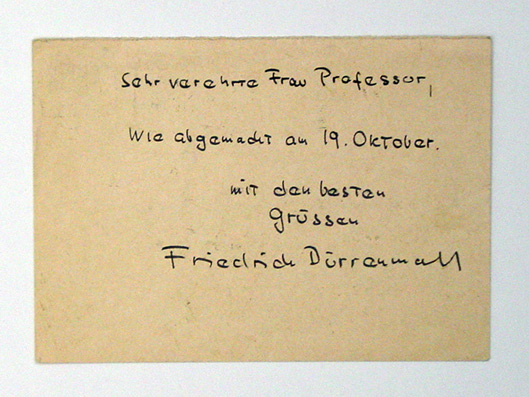 Sehr verehrte Frau Professor,
Wie abgemacht am 19. Oktober.
mit den besten
Grüssen
Friedrich Dürrenmatt